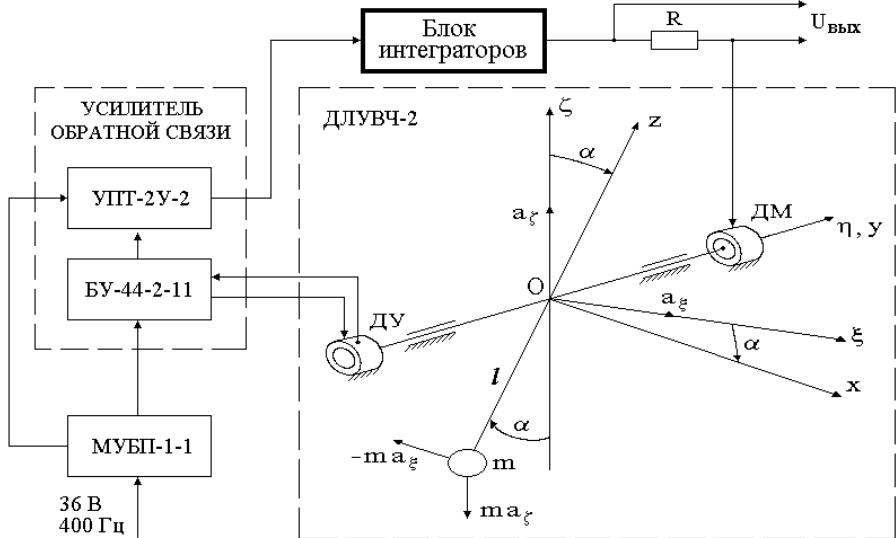 Блок
интеграторов
R
Uвых
УСИЛИТЕЛЬ
ОБРАТНОЙ СВЯЗИ
ДЛУВЧ-2
ζ
z
α
УПТ-2У-2
aζ
ДМ
η, y
БУ-44-2-11
O
aξ
ДУ
ξ
α
x
l
α
МУБП-1-1
-maξ
m
36 В
400 Гц
maζ